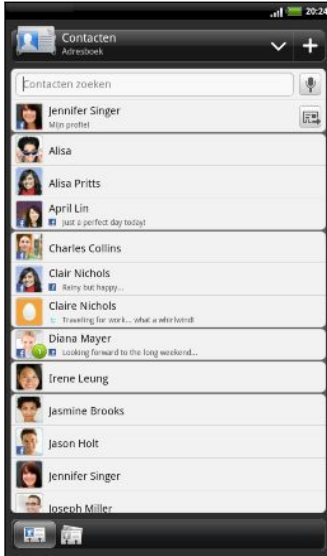 20:24
Contacten
Adresboek
Contacten zoeken
Jennifer Singer
Mijn profiel
Alisa
Alisa Pritts
April Lin
Just a perfect day today!
Charles Collins
Clair Nichols
Rainy but happy...
Claire Nichols
Traveling for work... what a whirlwind!
Diana Mayer
Looking forward to the long weekend...
Irene Leung
Jasmine Brooks
Jason Holt
Jennifer Singer
Joseph Miller